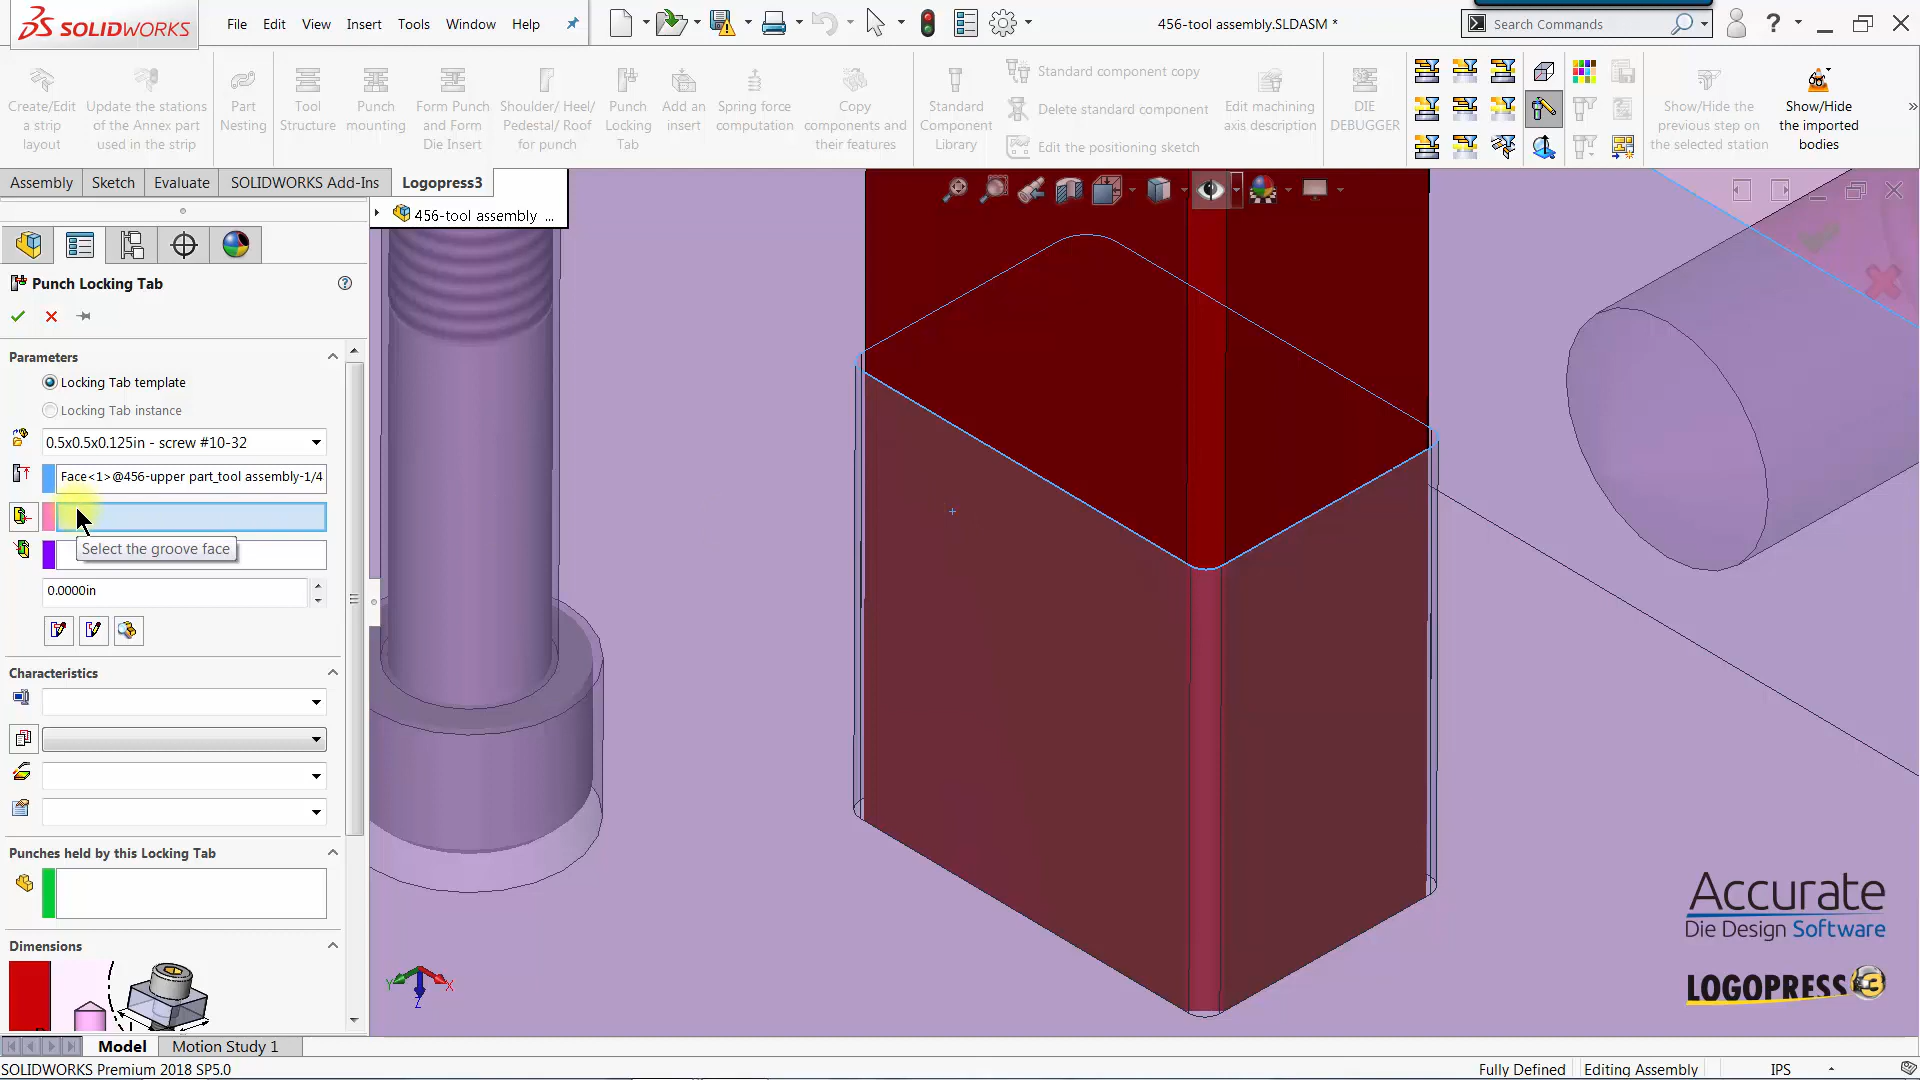 SOLIDWORKS
File Edit View Insert Tools Window Help
456-tool assembly.SLDASM *
Search Commands
?
Create/Edit a strip layout
Update the stations of the Annex part used in the strip
Part Nesting
Tool Structure
Punch mounting
Form Punch and Form Die Insert
Shoulder/ Heel/ Pedestal/ Roof for punch
Punch Locking Tab
Add an insert
Spring force computation
Copy components and their features
Standard Component Library
Standard component copy
Delete standard component
Edit the positioning sketch
Edit machining axis description
DIE DEBUGGER
Show/Hide the previous step on the selected station
Show/Hide the imported bodies
Assembly Sketch Evaluate SOLIDWORKS Add-Ins Logopress3
456-tool assembly ...
Punch Locking Tab
Parameters
Locking Tab template
Locking Tab instance
0.5x0.5x0.125in - screw #10-32
Face<1>@456-upper part_tool assembly-1/4
Select the groove face
0.0000in
Characteristics
Punches held by this Locking Tab
Dimensions
Y X Z
Accurate
Die Design Software
LOGOPRESS 3
Model Motion Study 1
SOLIDWORKS Premium 2018 SP5.0
Fully Defined Editing Assembly IPS